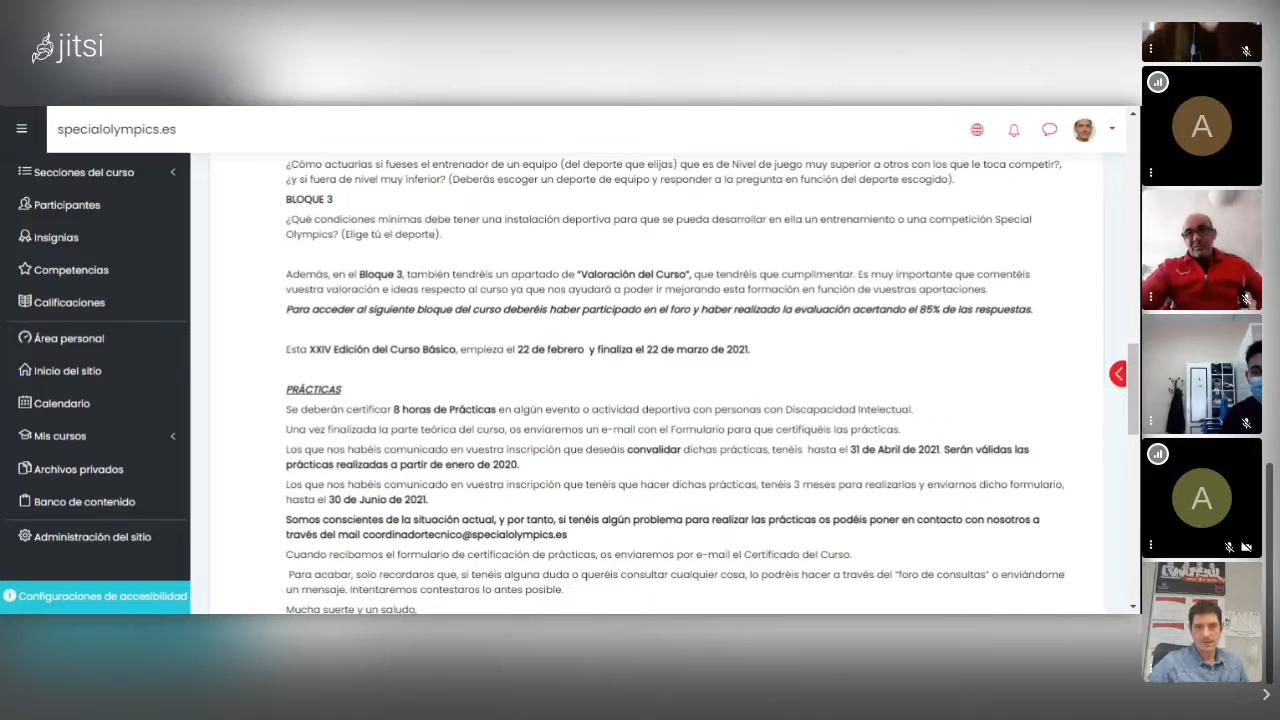 jitsi
specialolympics.es
Secciones del curso
Participantes
Insignias
Competencias
Calificaciones
Área personal
Inicio del sitio
Calendario
Mis cursos
Archivos privados
Banco de contenido
Administración del sitio
Configuraciones de accesibilidad
¿Cómo actuarías si fueses el entrenador de un equipo (del deporte que elijas) que es de Nivel de juego muy superior a otros con los que le toca competir?,
¿y si fuera de nivel muy inferior? (Deberás escoger un deporte de equipo y responder a la pregunta en función del deporte escogido).
BLOQUE 3
¿Qué condiciones mínimas debe tener una instalación deportiva para que se pueda desarrollar en ella un entrenamiento o una competición Special
Olympics? (Elige tú el deporte).
Además, en el Bloque 3, también tendréis un apartado de “Valoración del Curso”, que tendréis que cumplimentar. Es muy importante que comentéis
vuestra valoración e ideas respecto al curso ya que nos ayudará a poder ir mejorando esta formación en función de vuestras aportaciones.
Para acceder al siguiente bloque del curso deberéis haber participado en el foro y haber realizado la evaluación acertando el 85% de las respuestas.
Esta XXIV Edición del Curso Básico, empieza el 22 de febrero y finaliza el 22 de marzo de 2021.
PRÁCTICAS
Se deberán certificar 8 horas de Prácticas en algún evento o actividad deportiva con personas con Discapacidad Intelectual.
Una vez finalizada la parte teórica del curso, os enviaremos un e-mail con el Formulario para que certifiquéis las prácticas.
Los que nos habéis comunicado en vuestra inscripción que deseáis convalidar dichas prácticas, tenéis hasta el 31 de Abril de 2021. Serán válidas las
prácticas realizadas a partir de enero de 2020.
Los que nos habéis comunicado en vuestra inscripción que tenéis que hacer dichas prácticas, tenéis 3 meses para realizarlas y enviarnos dicho formulario,
hasta el 30 de Junio de 2021.
Somos conscientes de la situación actual, y por tanto, si tenéis algún problema para realizar las prácticas os podéis poner en contacto con nosotros a
través del mail coordinadortecnico@specialolympics.es
Cuando recibamos el formulario de certificación de prácticas, os enviaremos por e-mail el Certificado del Curso.
Para acabar, solo recordaros que, si tenéis alguna duda o queréis consultar cualquier cosa, lo podréis hacer a través del “foro de consultas” o enviándome
un mensaje. Intentaremos contestaros lo antes posible.
Mucha suerte y un saludo,
A
A